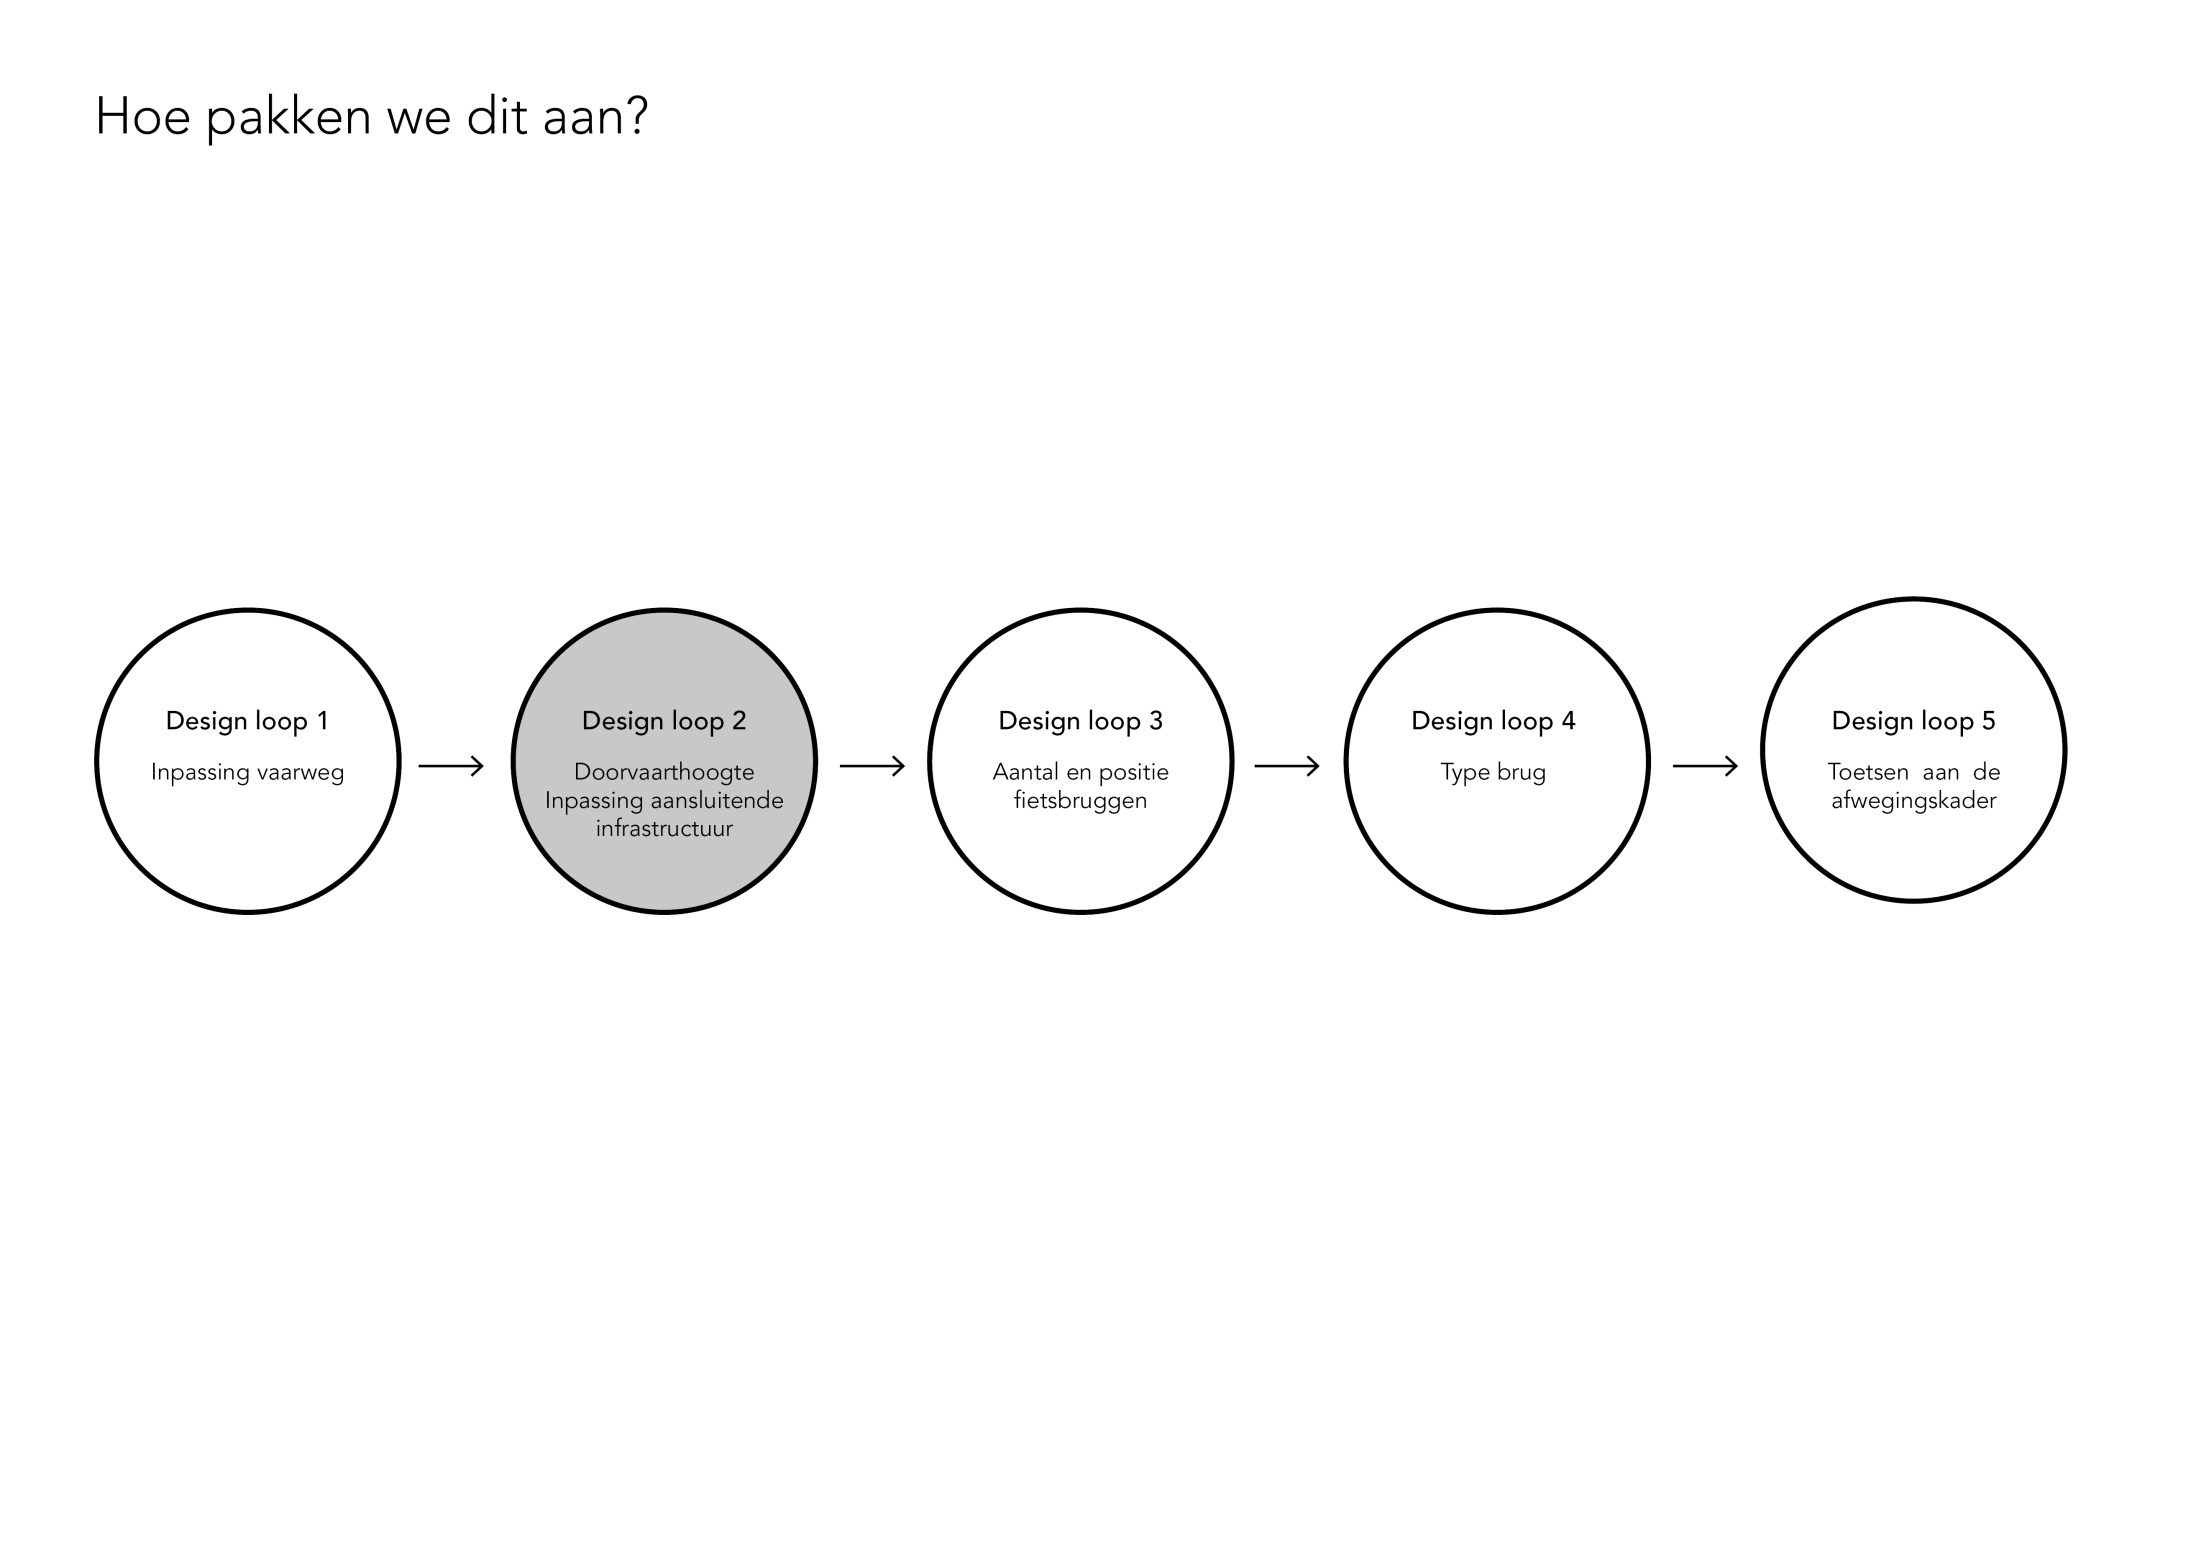 Hoe pakken we dit aan?
Design loop 1
Inpassing vaarweg
Design loop 2
Doorvaarthoogte
Inpassing aansluitende
infrastructuur
Design loop 3
Aantal en positie
fietsbruggen
Design loop 4
Type brug
Design loop 5
Toetsen aan de
afwegingskader